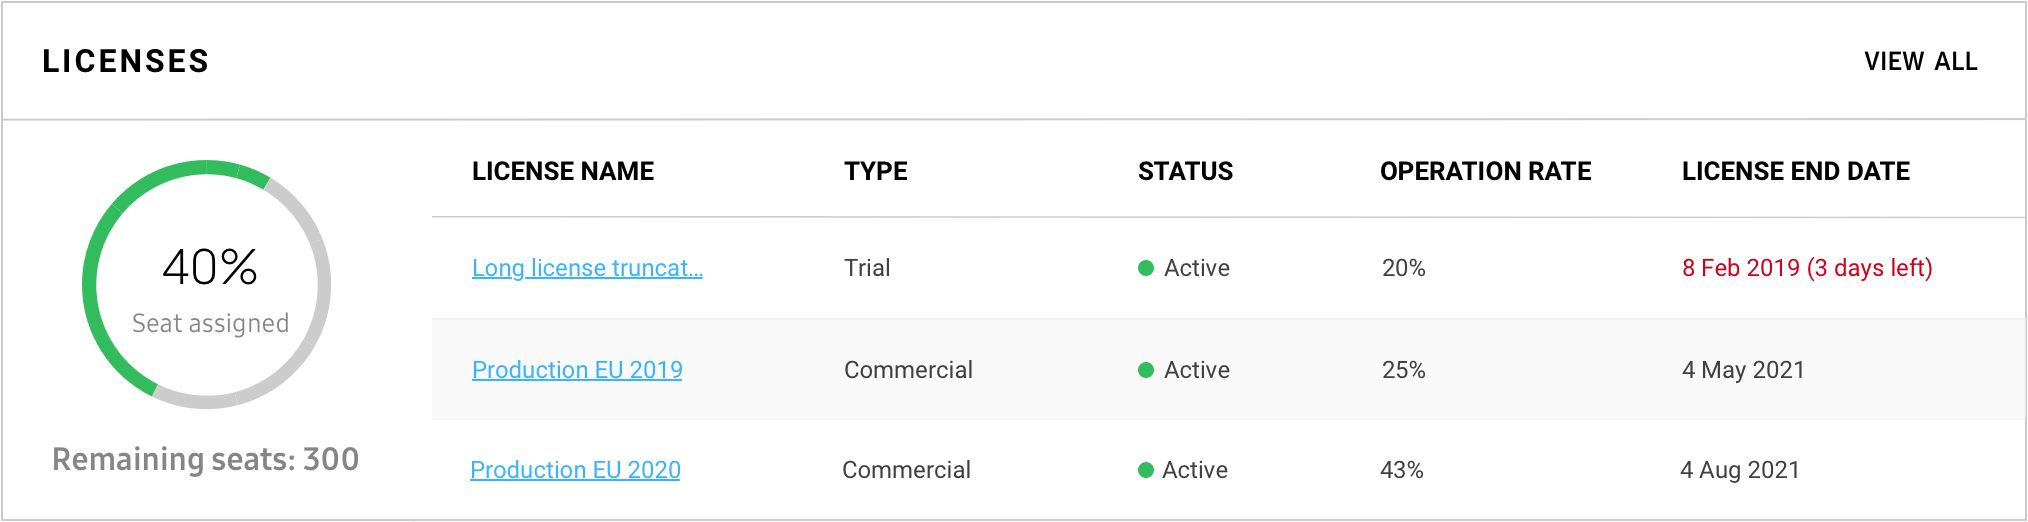 LICENSES
VIEW ALL
40%
Seat assigned
Remaining seats: 300
LICENSE NAME TYPE STATUS OPERATION RATE LICENSE END DATE
Long license truncat... Trial Active 20% 8 Feb 2019 (3 days left)
Production EU 2019 Commercial Active 25% 4 May 2021
Production EU 2020 Commercial Active 43% 4 Aug 2021